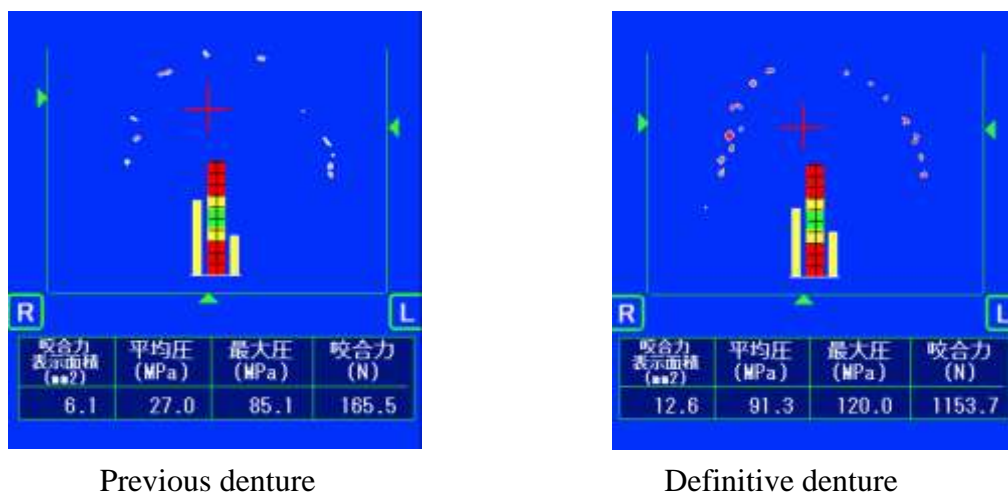 R
L
咬合力
表示面積
(mm2)
平均圧
(MPa)
最大圧
(MPa)
咬合力
(N)
6.1
27.0
85.1
165.5
R
L
咬合力
表示面積
(mm2)
平均圧
(MPa)
最大圧
(MPa)
咬合力
(N)
12.6
91.3
120.0
1153.7
Previous denture
Definitive denture